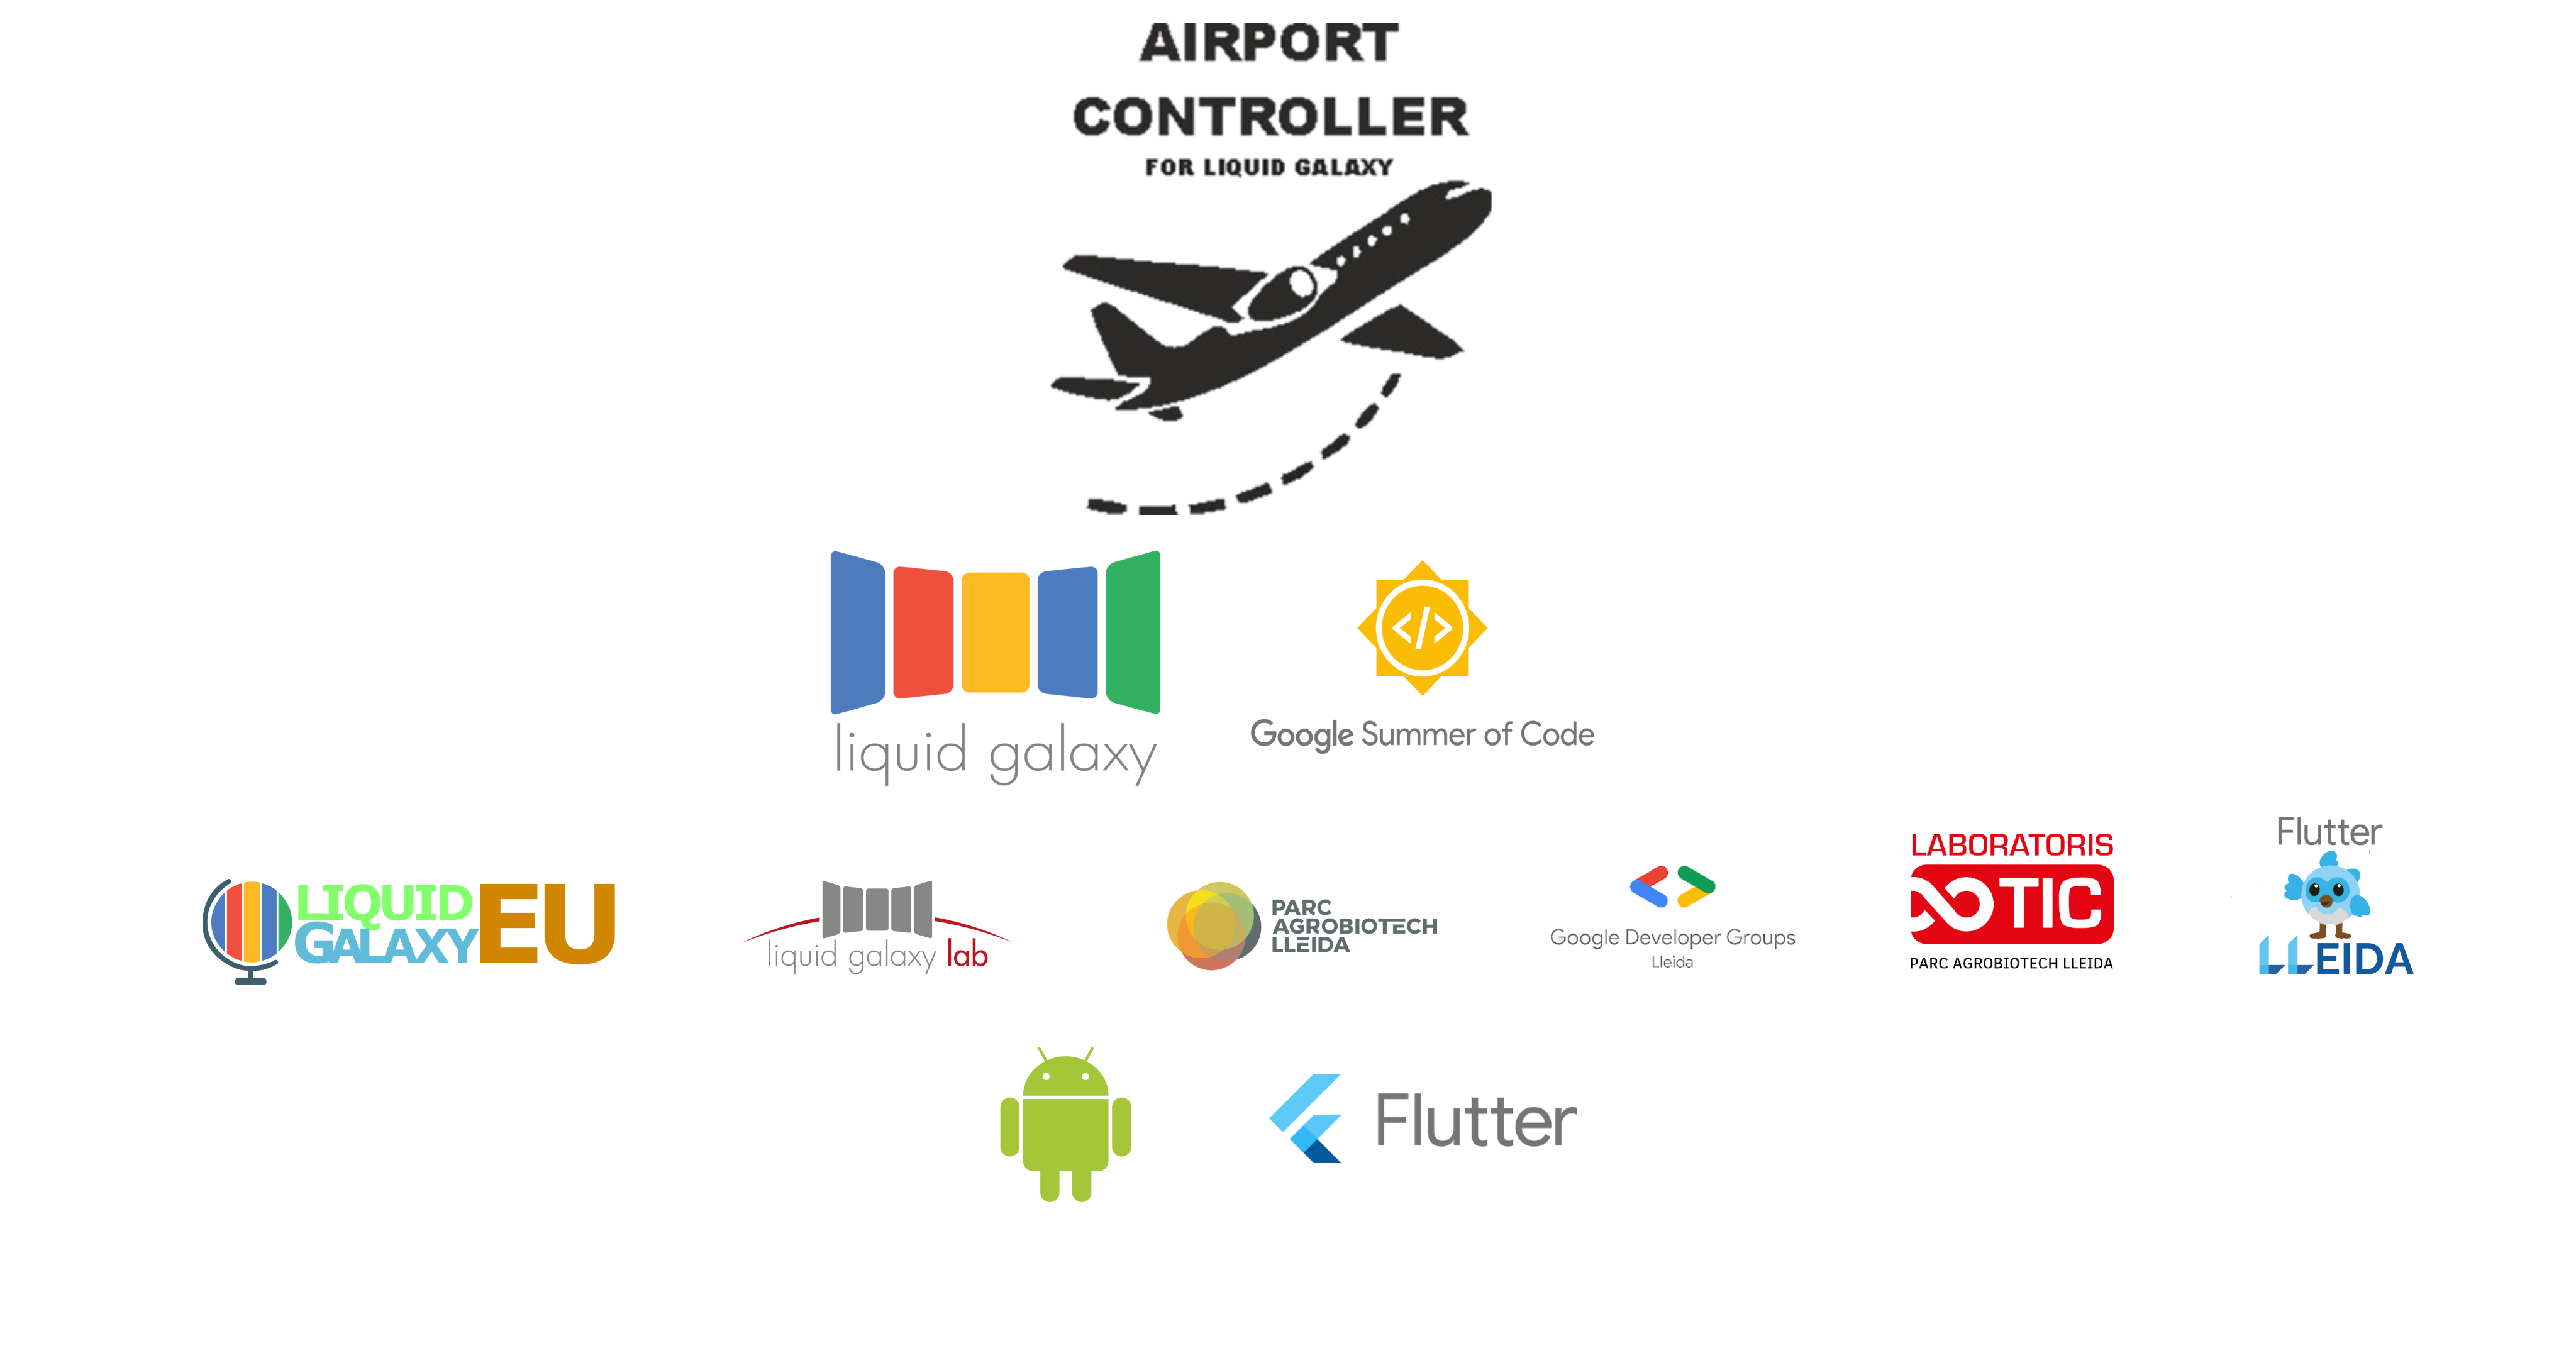 AIRPORT
CONTROLLER
FOR LIQUID GALAXY
liquid galaxy
</>
Google Summer of Code
LIQUID
GALAXY EU
liquid galaxy lab
PARC
AGROBIOTECH
LLEIDA
Google Developer Groups
Lleida
LABORATORIS
TIC
PARC AGROBIOTECH LLEIDA
Flutter
LLEIDA
Flutter